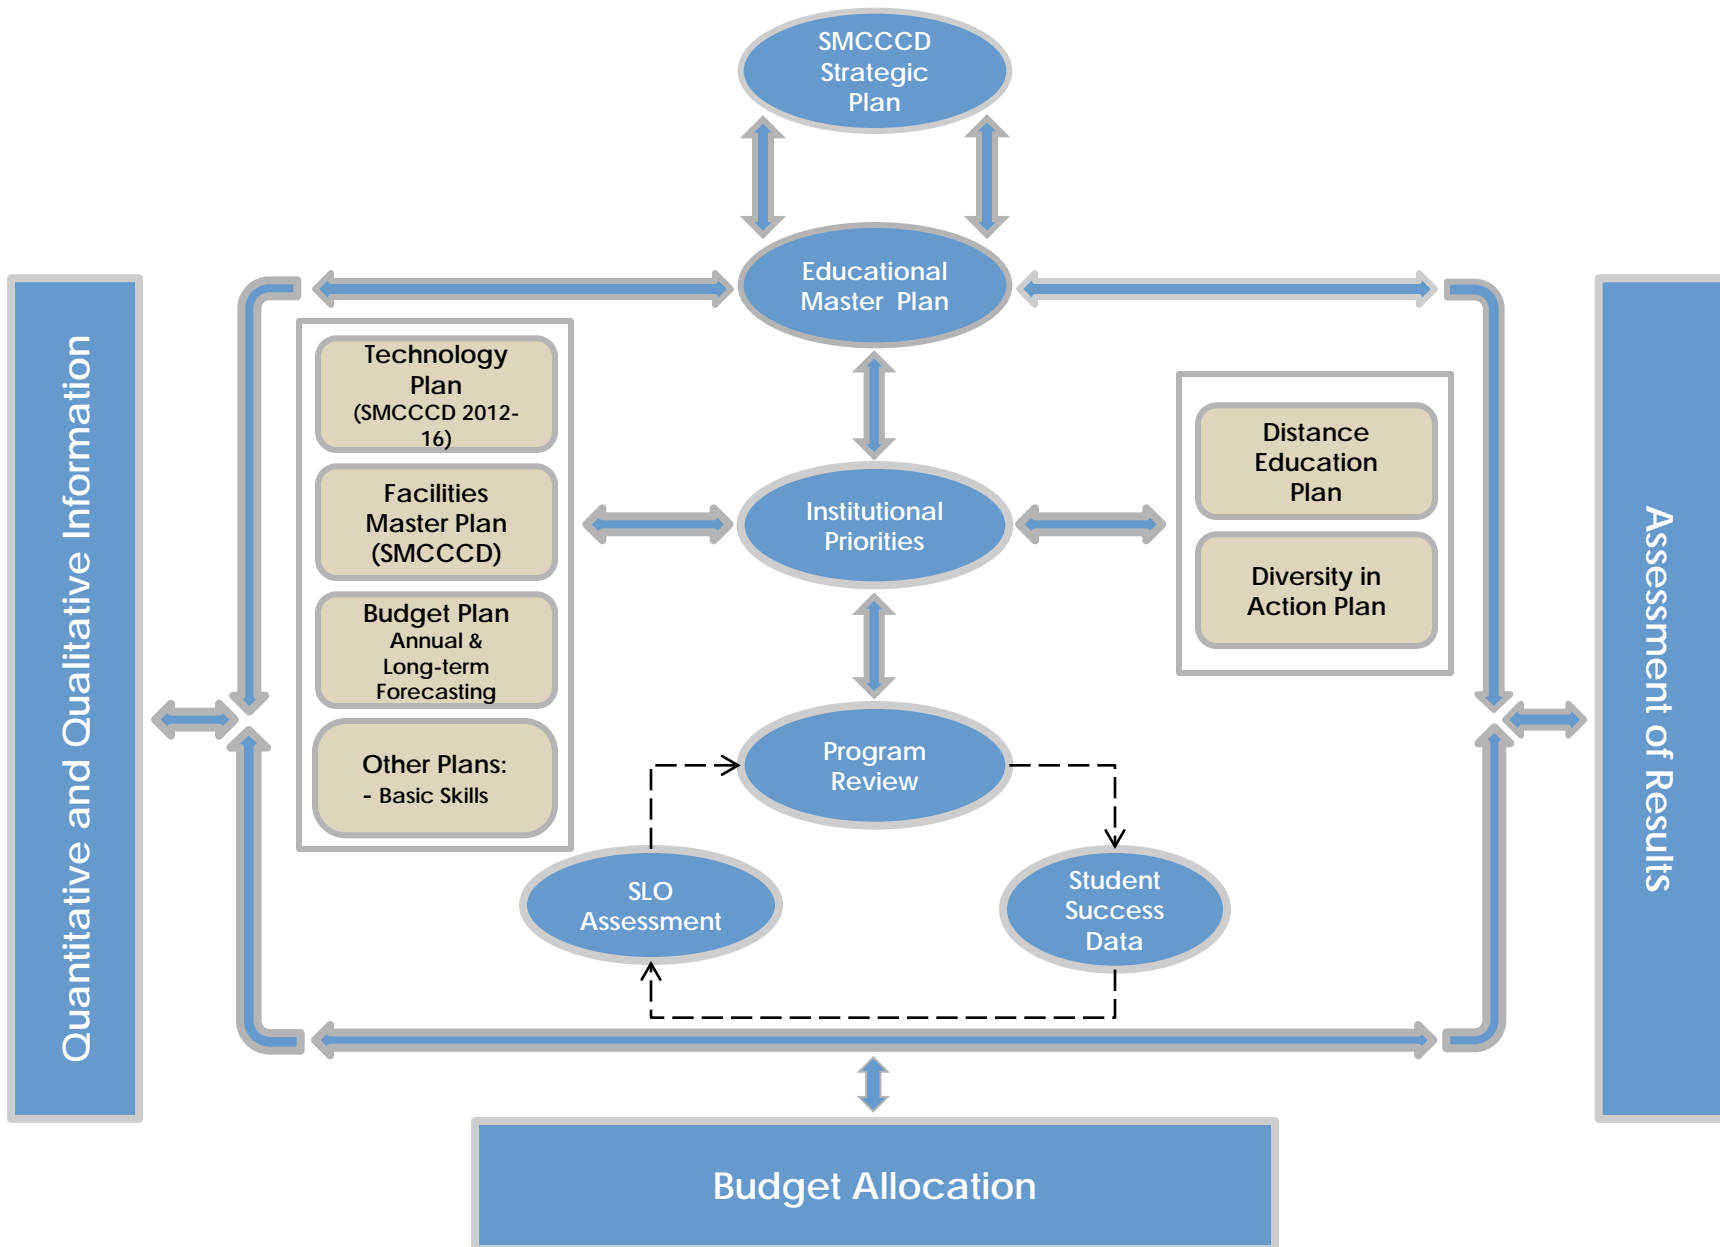 SMCCCD
Strategic
Plan
Educational
Master Plan
Quantitative and Qualitative Information
Technology
Plan
(SMCCCD 2012-
16)
Facilities
Master Plan
(SMCCCD)
Budget Plan
Annual &
Long-term
Forecasting
Other Plans:
- Basic Skills
Institutional
Priorities
Distance
Education
Plan
Diversity in
Action Plan
Assessment of Results
Program
Review
SLO
Assessment
Student
Success
Data
Budget Allocation